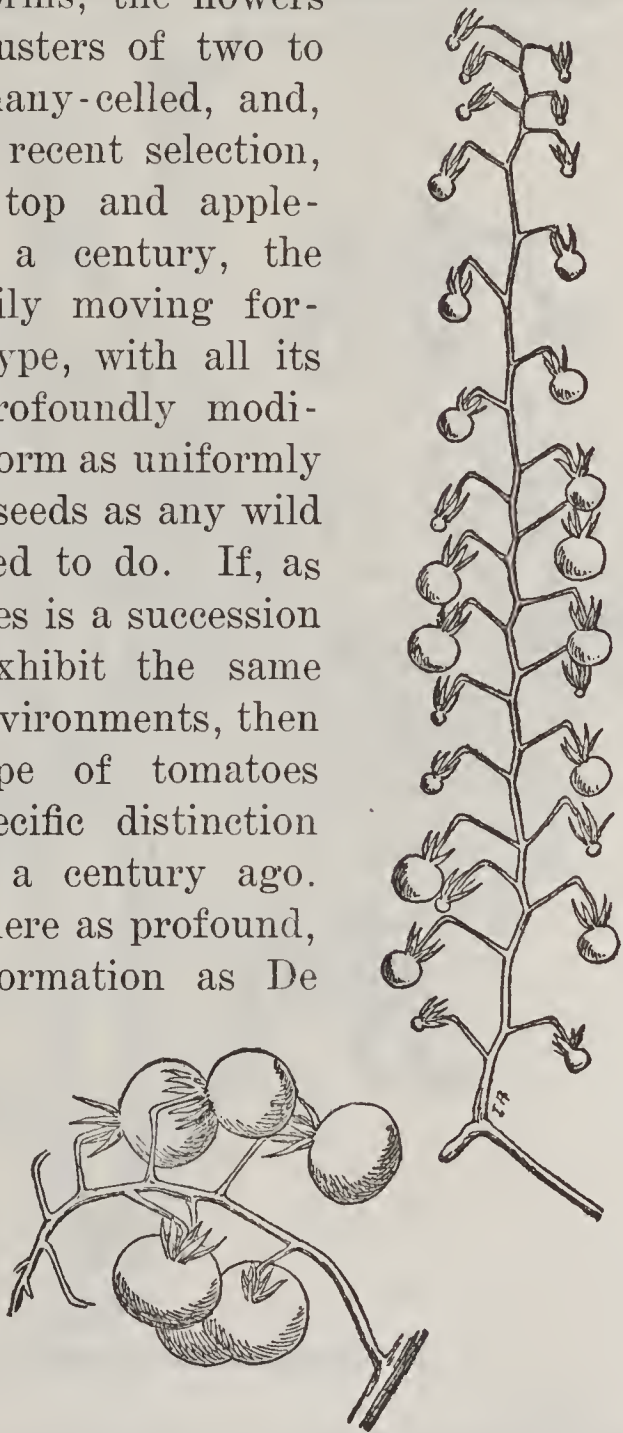 the flowers
usters of two to
any-celled, and,
recent selection,
top and apple-
a century, the
ily moving for-
ype, with all its
rofoundly modi-
orm as uniformly
seeds as any wild
ed to do. If, as
es is a succession
xhibit the same
vironments, then
pe of tomatoes
ecific distinction
a century ago.
here as profound,
ormation as De